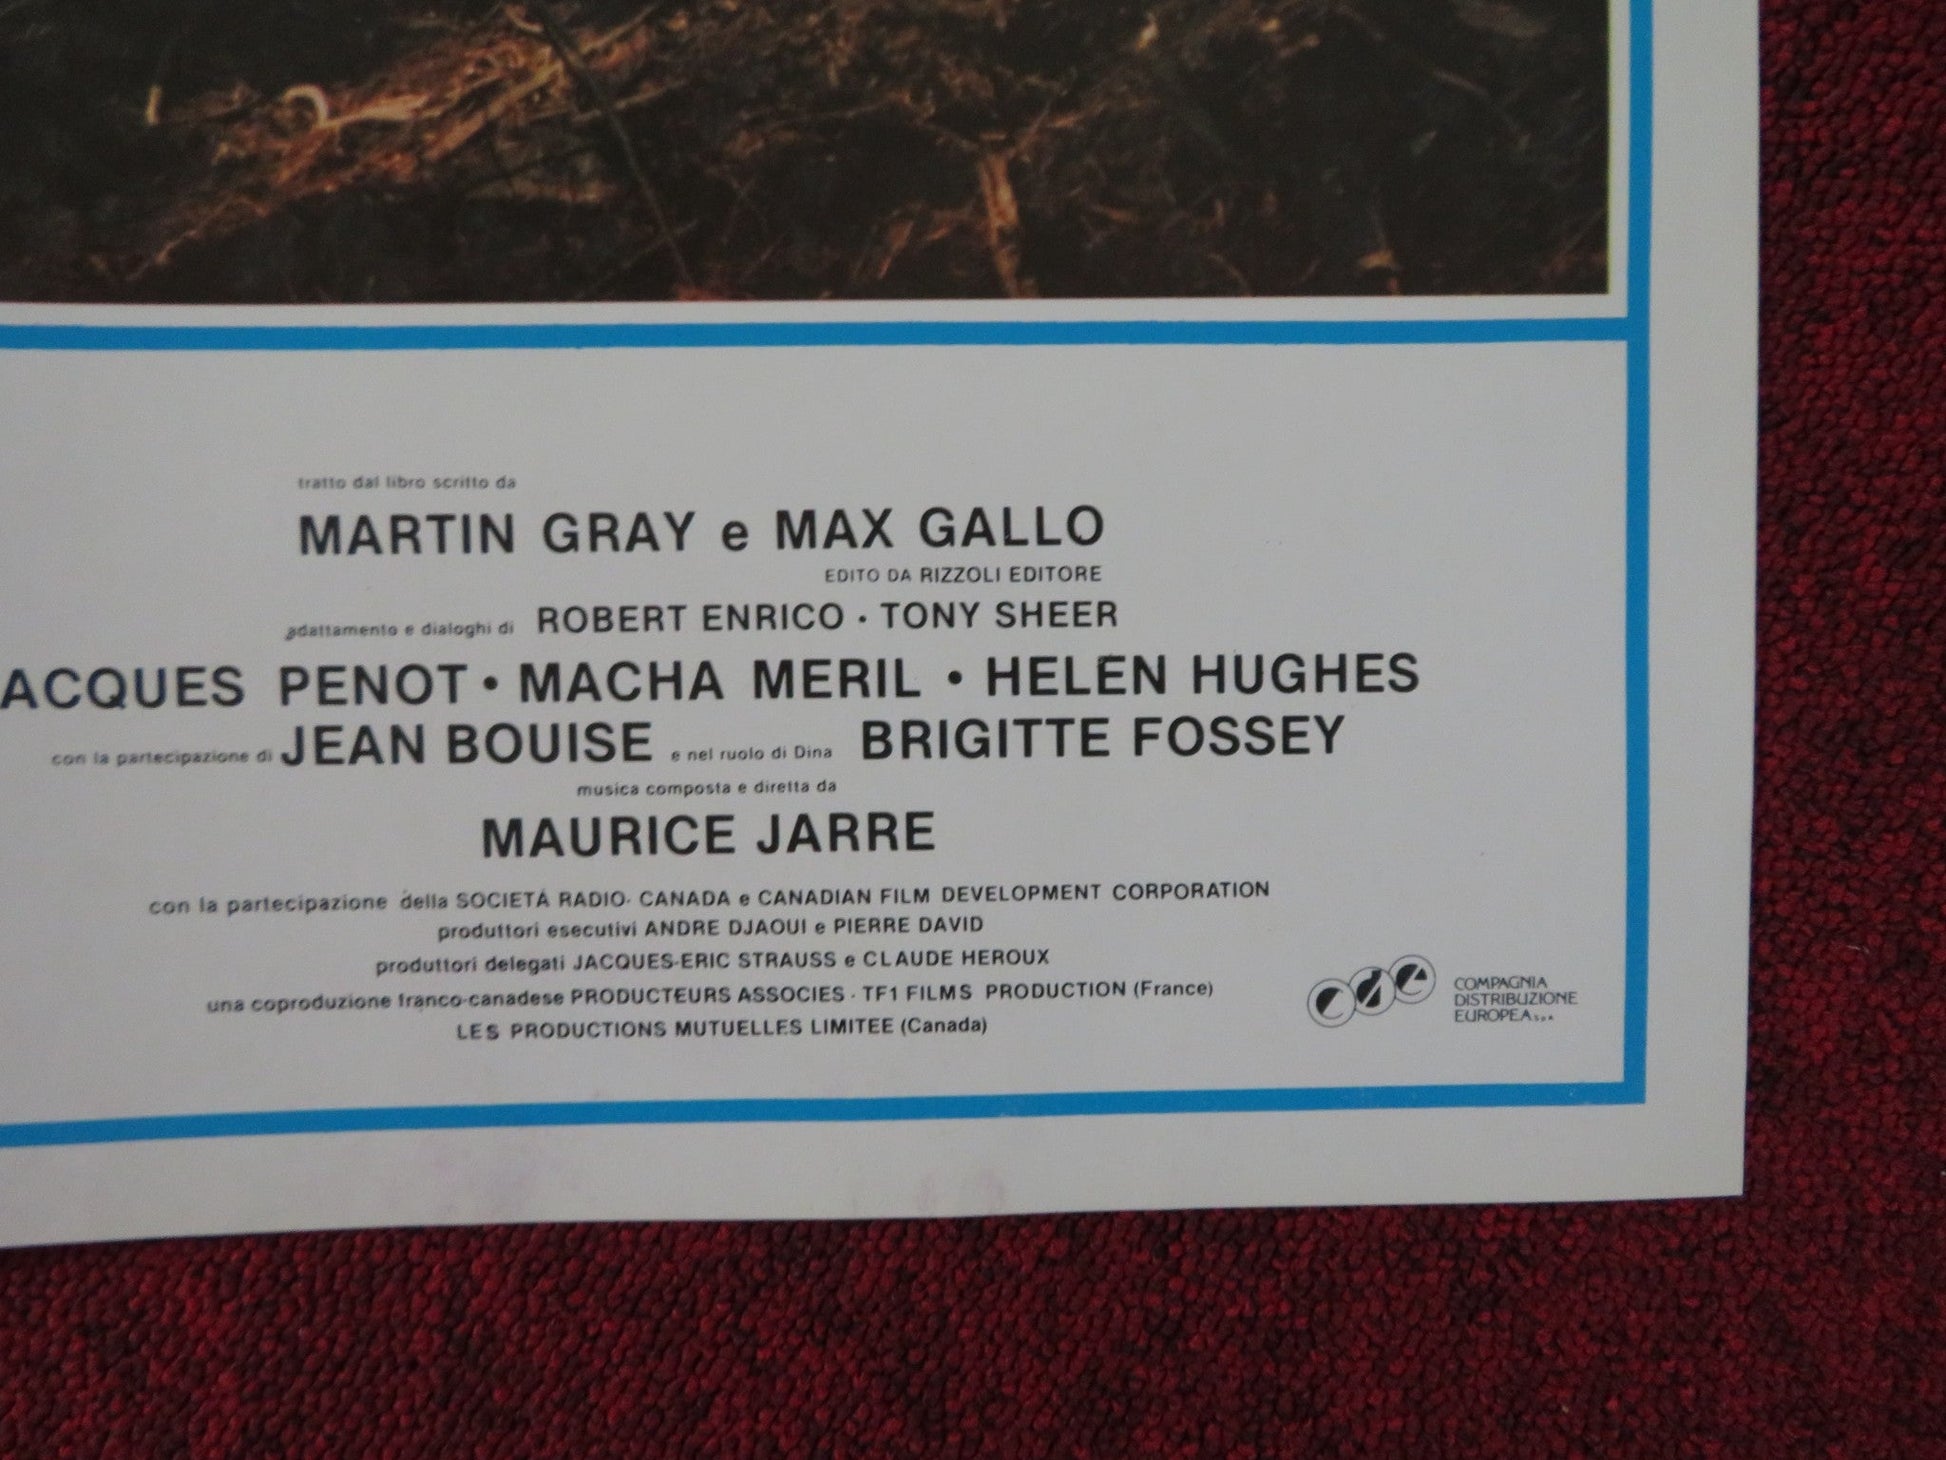 tratto dal libro scritto da
MARTIN GRAY e MAX GALLO
EDITO DA RIZZOLI EDITORE
adattamento e dialoghi di ROBERT ENRICO · TONY SHEER
ACQUES PENOT • MACHA MERIL • HELEN HUGHES
con la partecipazione di JEAN BOUISE e nel ruolo di Dina BRIGITTE FOSSEY
musica composta e diretta da
MAURICE JARRE
con la partecipazione della SOCIETÁ RADIO- CANADA e CANADIAN FILM DEVELOPMENT CORPORATION
produttori esecutivi ANDRE DJAOUI e PIERRE DAVID
produttori delegati JACQUES-ERIC STRAUSS e CLAUDE HEROUX
una coproduzione franco-canadese PRODUCTEURS ASSOCIES · TF1 FILMS PRODUCTION (France)
LES PRODUCTIONS MUTUELLES LIMITEE (Canada)
cde
COMPAGNIA
DISTRIBUZIONE
EUROPEA s.p.a.